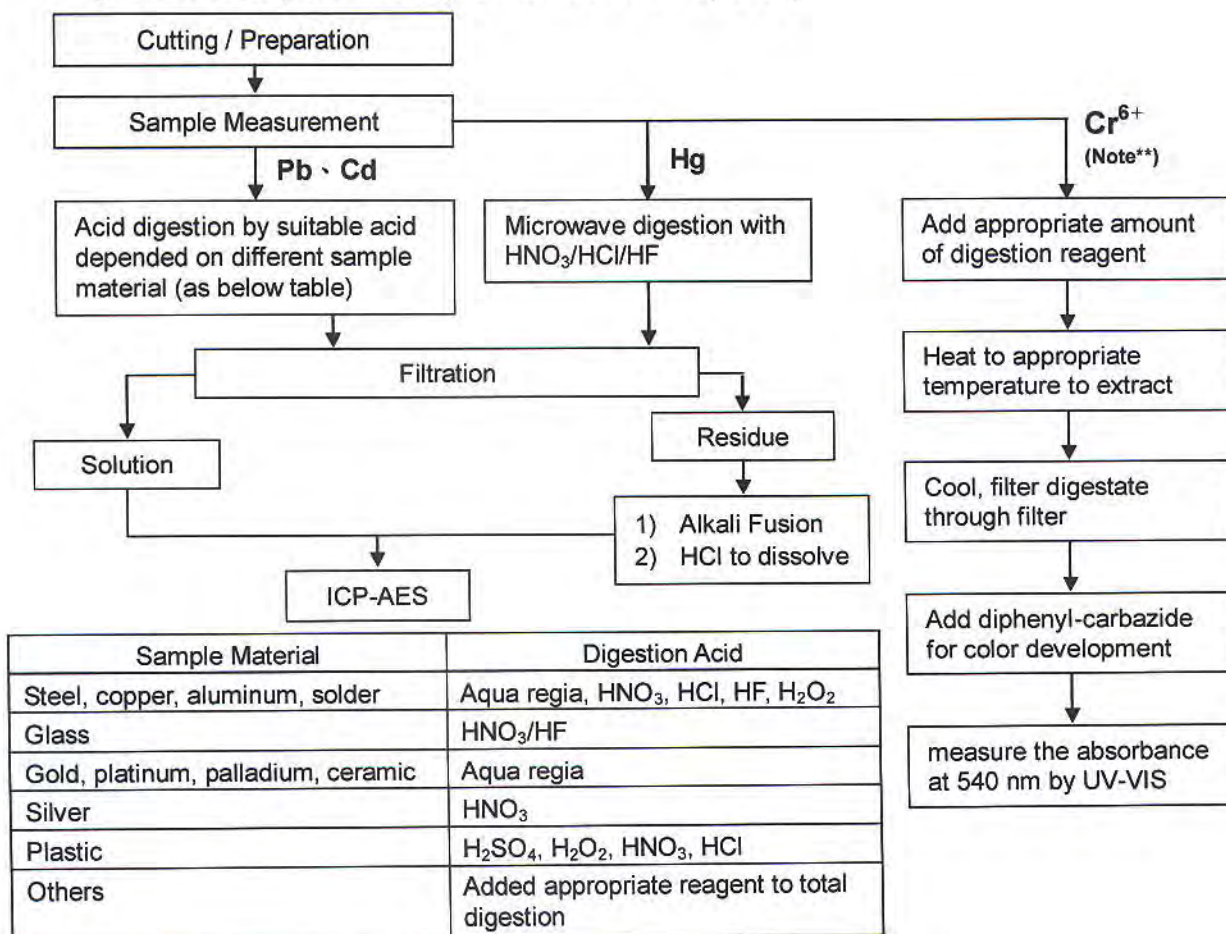 Cutting / Preparation
Sample Measurement
Pb、Cd
Hg
Cr⁶⁺
(Note**)
Acid digestion by suitable acid
depended on different sample
material (as below table)
Microwave digestion with
HNO₃/HCl/HF
Add appropriate amount
of digestion reagent
Filtration
Heat to appropriate
temperature to extract
Solution
Residue
Cool, filter digestate
through filter
1) Alkali Fusion
2) HCl to dissolve
ICP-AES
Add diphenyl-carbazide
for color development
measure the absorbance
at 540 nm by UV-VIS
Sample Material Digestion Acid
Steel, copper, aluminum, solder Aqua regia, HNO₃, HCl, HF, H₂O₂
Glass HNO₃/HF
Gold, platinum, palladium, ceramic Aqua regia
Silver HNO₃
Plastic H₂SO₄, H₂O₂, HNO₃, HCl
Others Added appropriate reagent to total
digestion